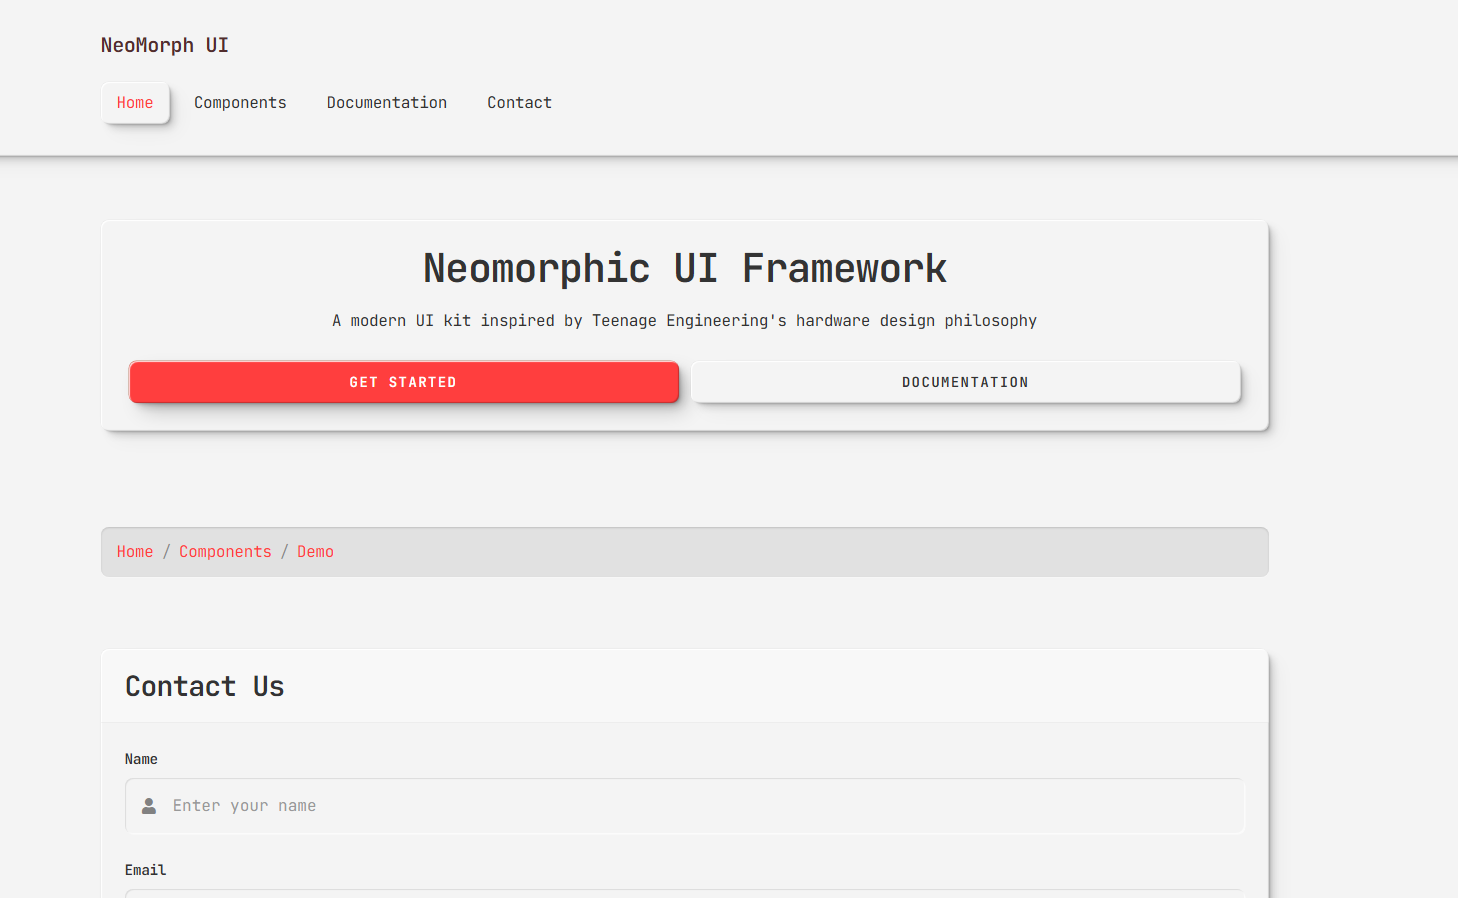 NeoMorph UI
Home Components Documentation Contact
Neomorphic UI Framework
A modern UI kit inspired by Teenage Engineering's hardware design philosophy
GET STARTED DOCUMENTATION
Home / Components / Demo
Contact Us
Name
Enter your name
Email